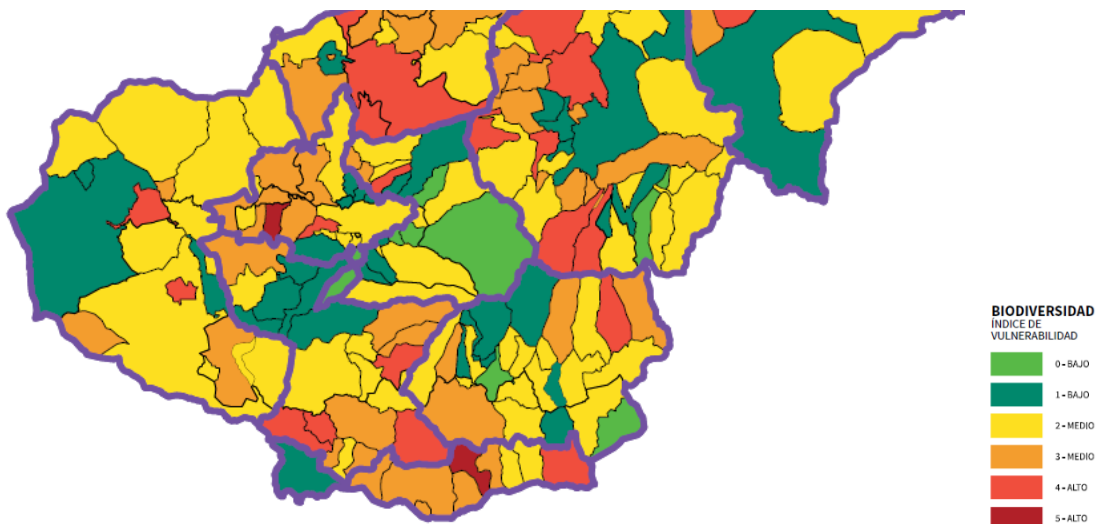 BIODIVERSIDAD
ÍNDICE DE
VULNERABILIDAD
0 - BAJO
1 - BAJO
2 - MEDIO
3 - MEDIO
4 - ALTO
5 - ALTO